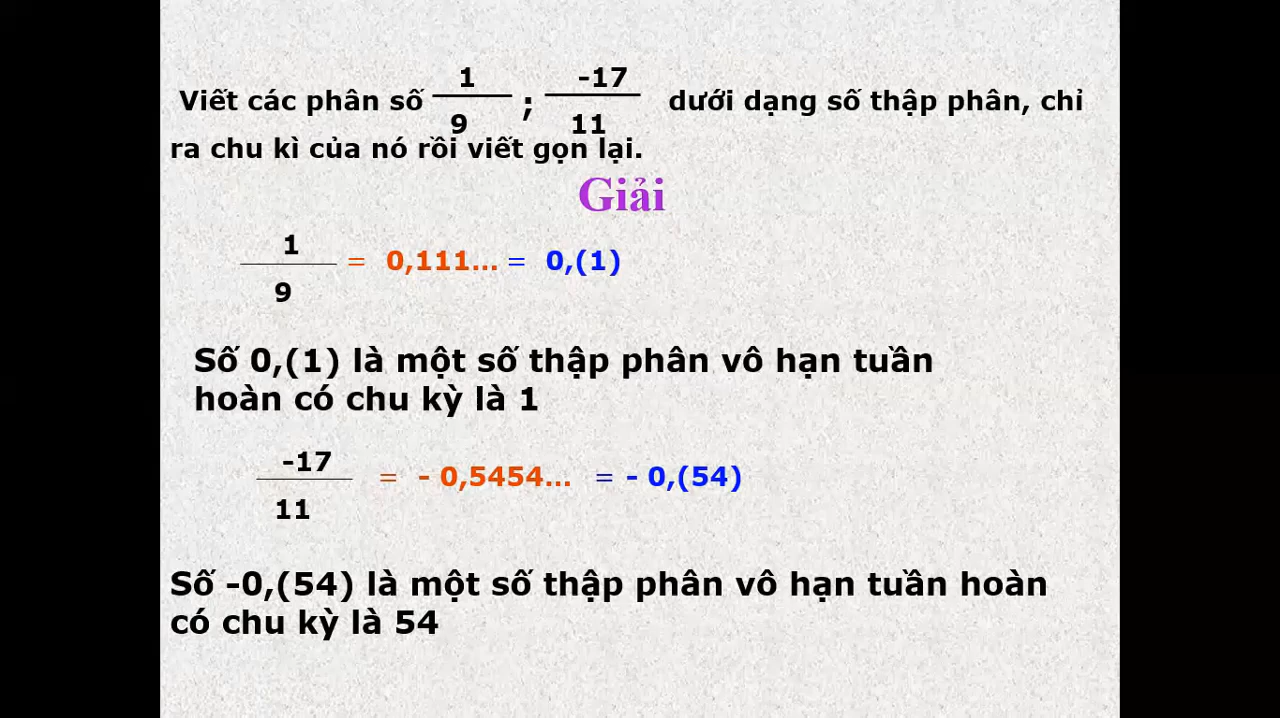 Viết các phân số 1/9 ; -17/11 dưới dạng số thập phân, chỉ
ra chu kì của nó rồi viết gọn lại.
Giải
1/9 = 0,111... = 0,(1)
Số 0,(1) là một số thập phân vô hạn tuần
hoàn có chu kỳ là 1
-17/11 = - 0,5454... = - 0,(54)
Số -0,(54) là một số thập phân vô hạn tuần hoàn
có chu kỳ là 54